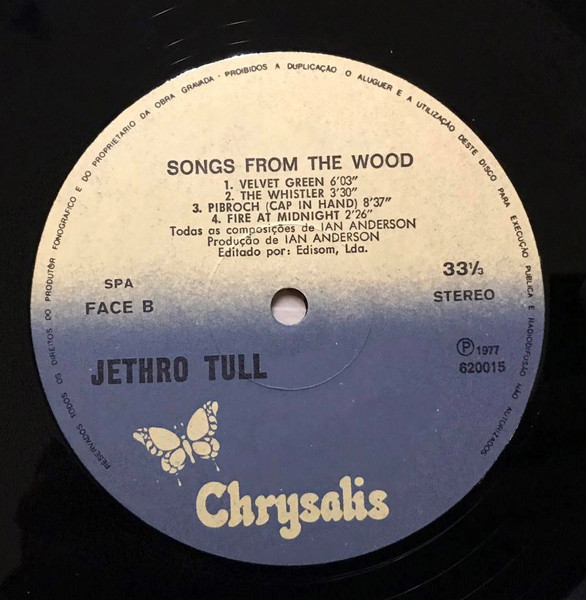 RESERVADOS TODOS OS DIREITOS DO PRODUTOR FONOGRAFICO E DO PROPRIETARIO DA OBRA GRAVADA - PROIBIDOS A DUPLICAÇÃO O ALUGUER E A UTILIZAÇÃO DESTE DISCO PARA EXECUÇÃO PUBLICA E RADIODIFUSÃO NÃO AUTORIZADOS
SONGS FROM THE WOOD
1. VELVET GREEN 6'03"
2. THE WHISTLER 3'30"
3. PIBROCH (CAP IN HAND) 8'37"
4. FIRE AT MIDNIGHT 2'26"
Todas as composições de IAN ANDERSON
Produção de IAN ANDERSON
Editado por: Edisom, Lda.
SPA
FACE B
33⅓
STEREO
JETHRO TULL
Ⓟ 1977
620015
Chrysalis